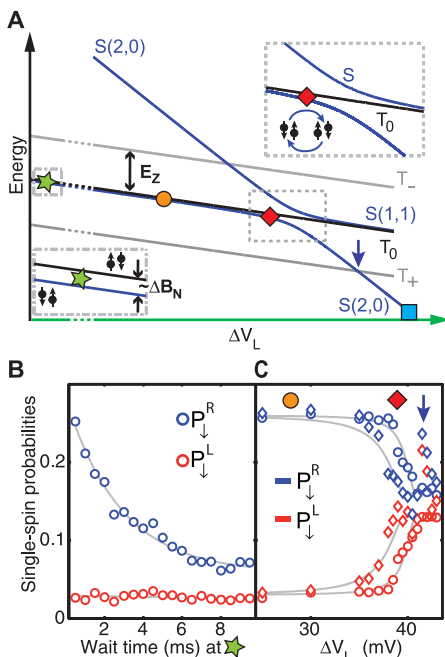 A
S(2,0)
S
T0
Energy
EZ
T-
S(1,1)
T0
~ΔBN
T+
S(2,0)
ΔVL
B
C
Single-spin probabilities
0.2
0.1
0
P↓R
P↓L
P↓R
P↓L
2 4 6 8
30 40
Wait time (ms) at
ΔVL (mV)